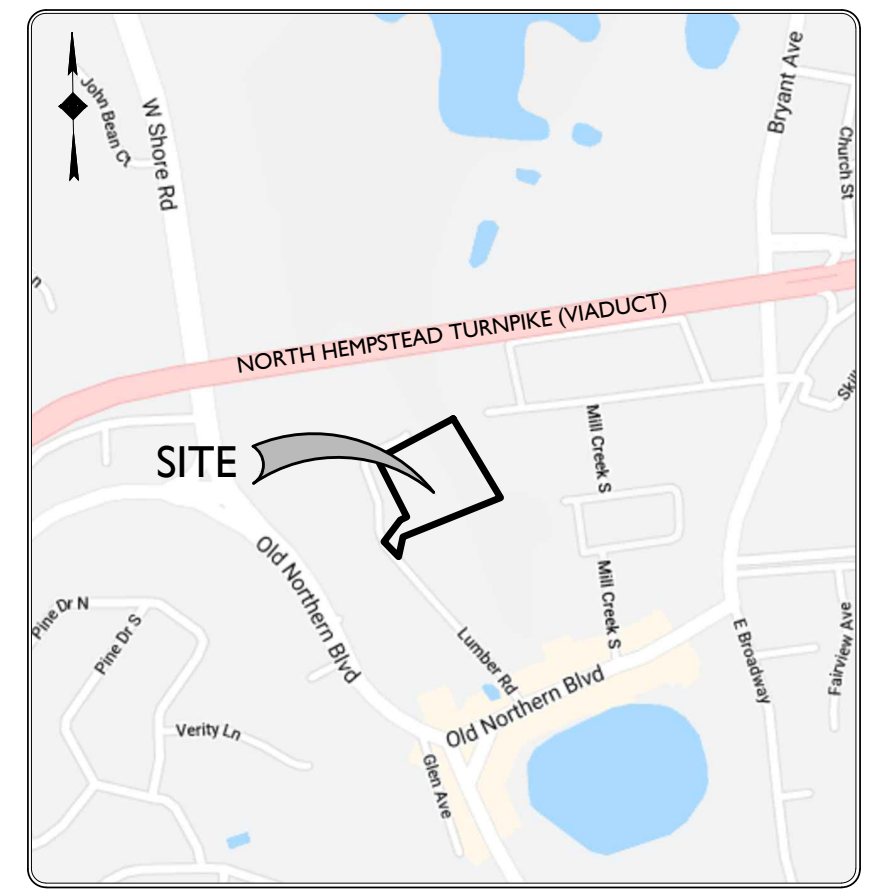 John Bean Ct
W Shore Rd
Bryant Ave
Church St
n
NORTH HEMPSTEAD TURNPIKE (VIADUCT)
SITE
Mill Creek S
Old Northern Blvd
Pine Dr N
Pine Dr S
Mill Creek S
Lumber Rd
E Broadway
Fairview Ave
Old Northern Blvd
Verity Ln
Glen Ave